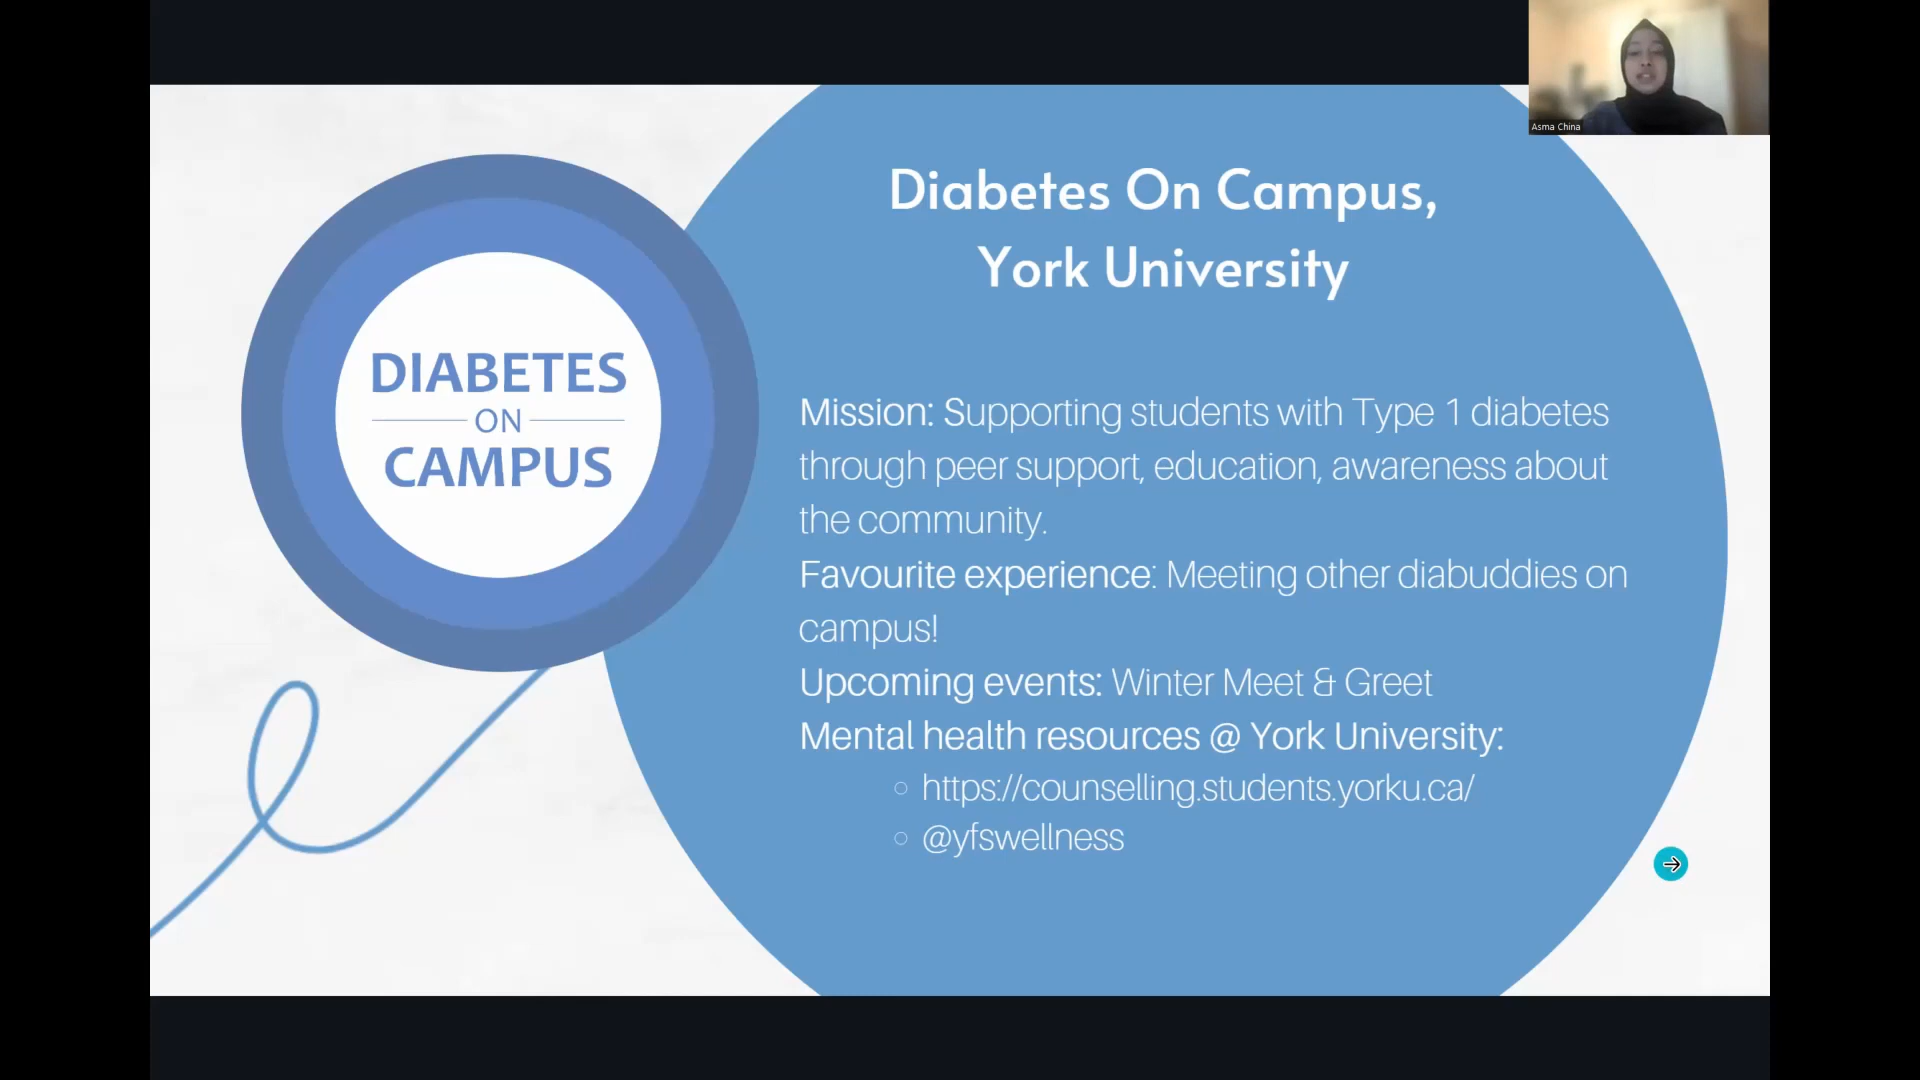 Asma China
DIABETES
ON
CAMPUS
Diabetes On Campus,
York University
Mission: Supporting students with Type 1 diabetes
through peer support, education, awareness about
the community.
Favourite experience: Meeting other diabuddies on
campus!
Upcoming events: Winter Meet & Greet
Mental health resources @ York University:
https://counselling.students.yorku.ca/
@yfswellness